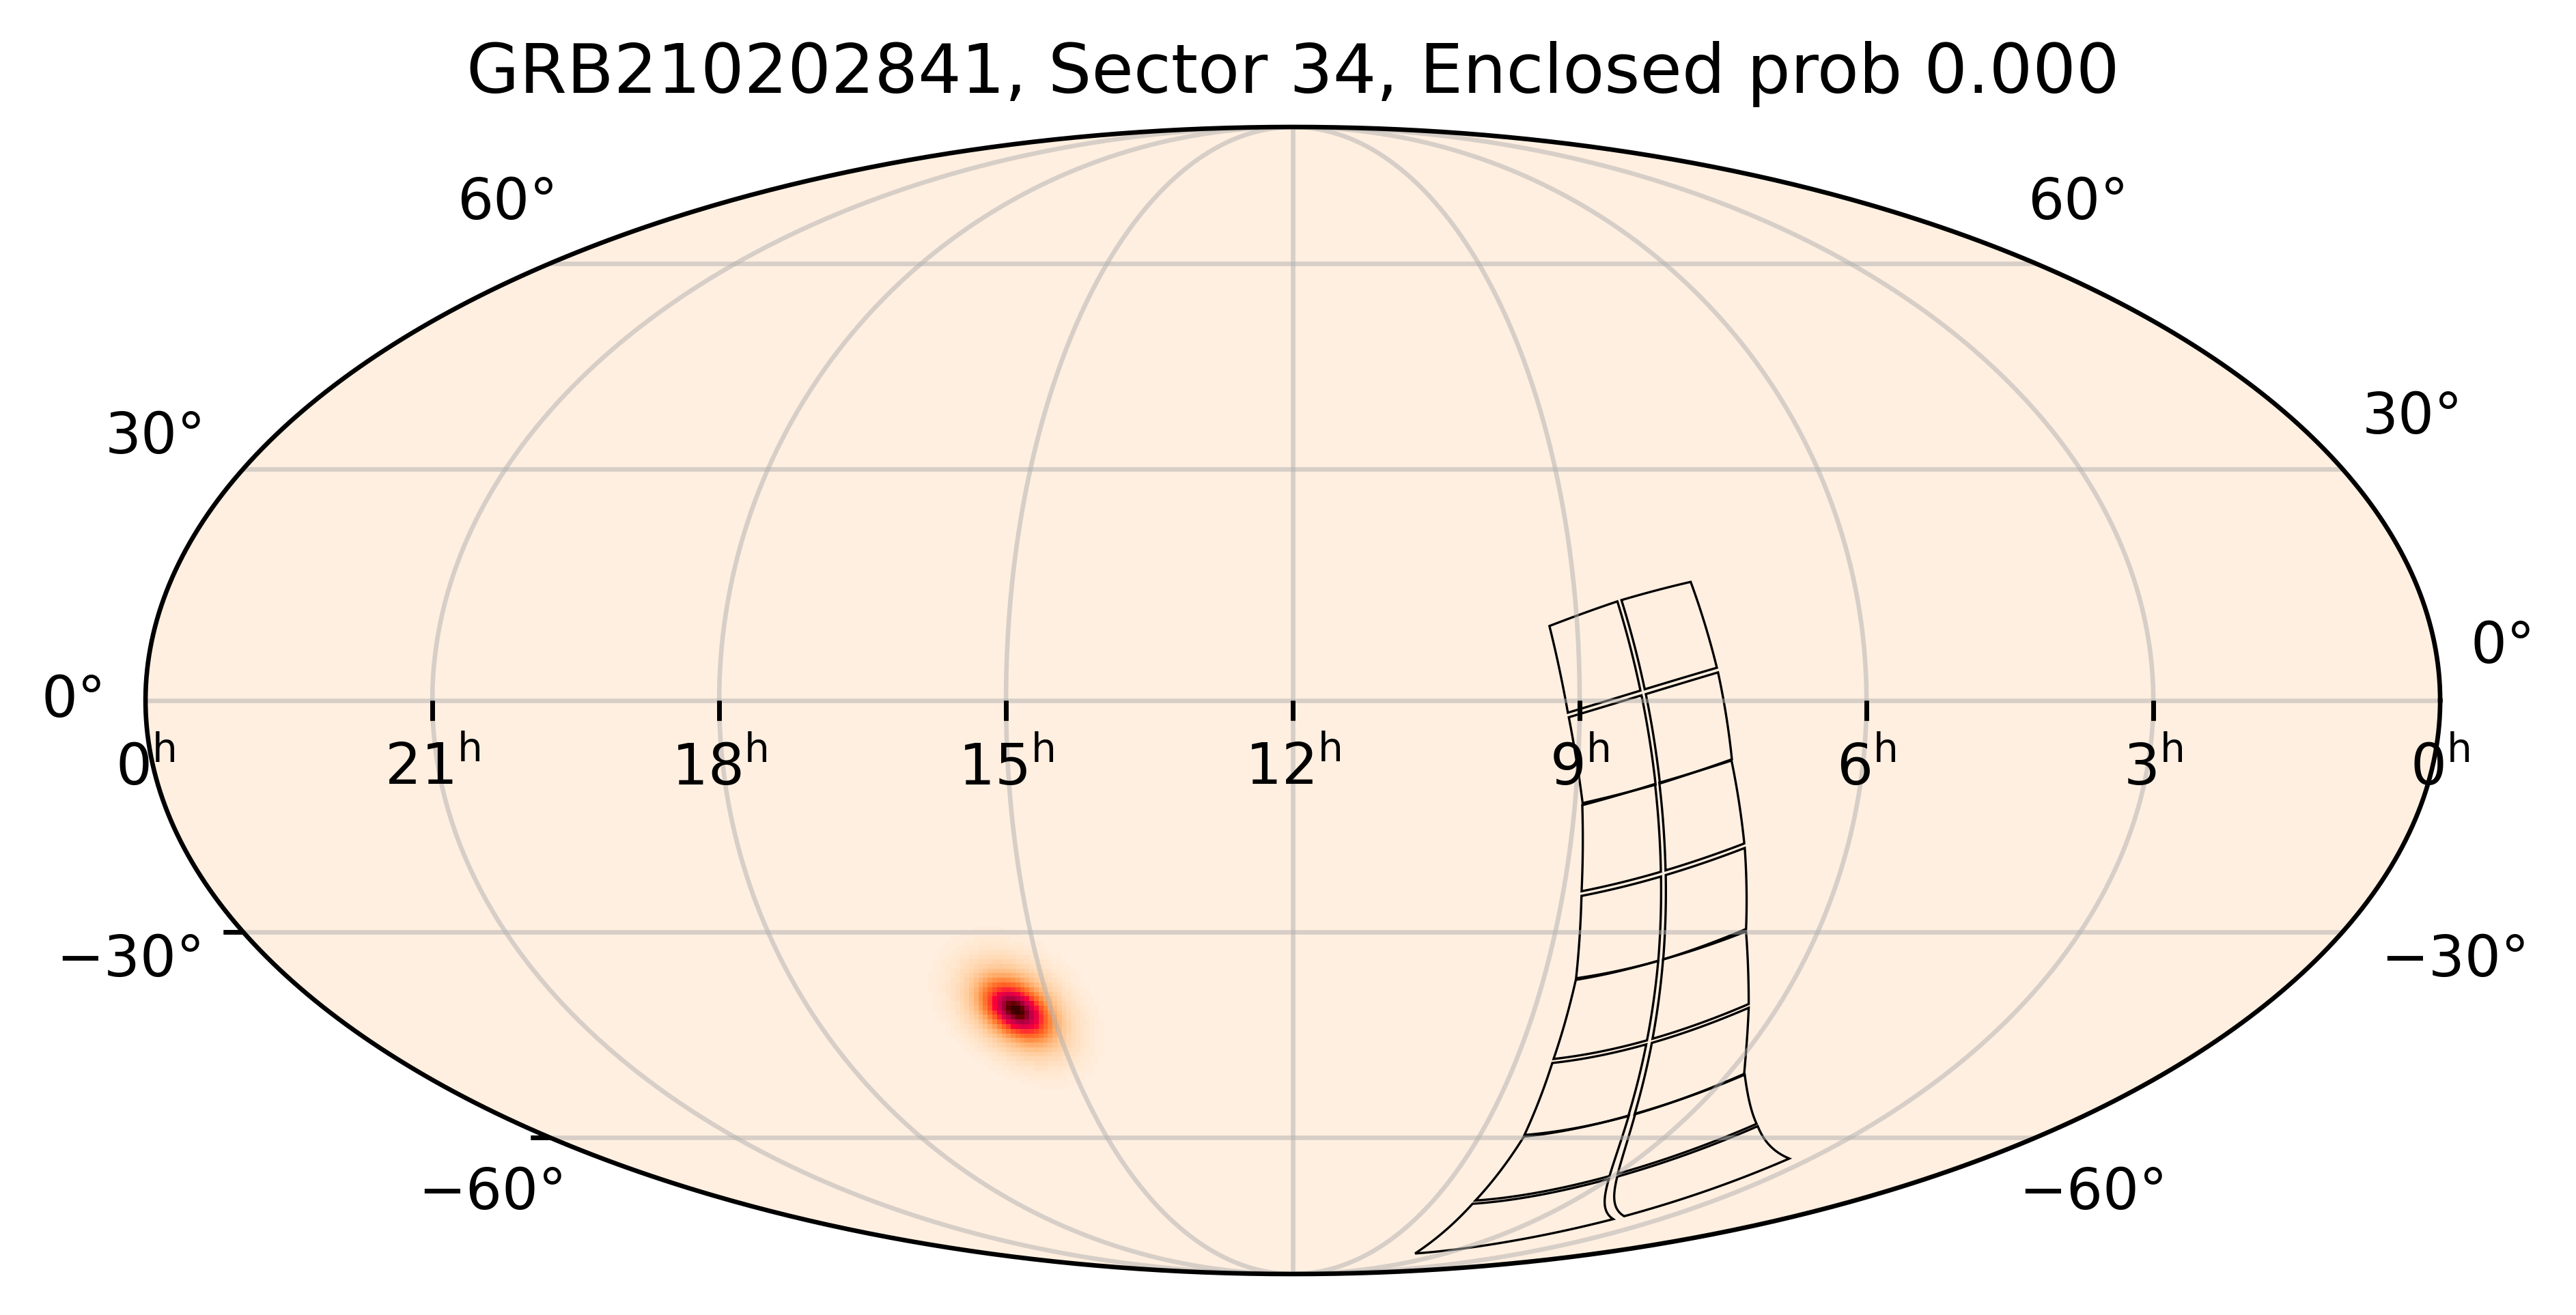 GRB210202841, Sector 34, Enclosed prob 0.000
60° 60°
30° 30°
0° 0°
0ʰ 21ʰ 18ʰ 15ʰ 12ʰ 9ʰ 6ʰ 3ʰ 0ʰ
−30° −30°
−60° −60°